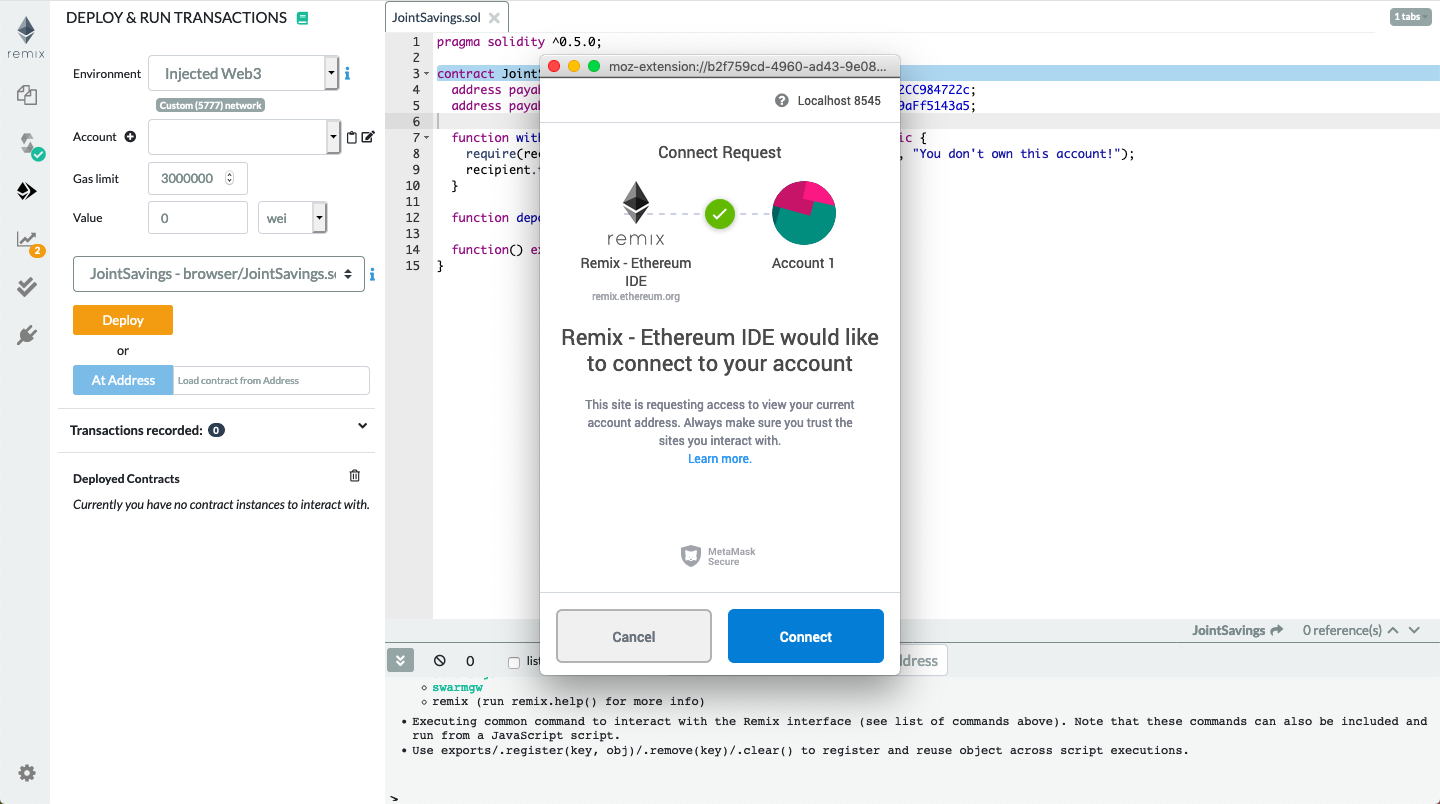 DEPLOY & RUN TRANSACTIONS
remix
Environment
Injected Web3
Custom (5777) network
Account
Gas limit
3000000
Value
0
wei
2
JointSavings - browser/JointSavings.s
Deploy
or
At Address
Load contract from Address
Transactions recorded: 0
Deployed Contracts
Currently you have no contract instances to interact with.
JointSavings.sol
1 tabs
1 pragma solidity ^0.5.0;
2
3 contract Joint
4 address payab 2CC984722c;
5 address payab 9aFf5143a5;
6
7 function with ic {
8 require(rec , "You don't own this account!");
9 recipient.t
10 }
11
12 function depo
13
14 function() ex
15 }
moz-extension://b2f759cd-4960-ad43-9e08...
Localhost 8545
Connect Request
remix
Remix - Ethereum
IDE
remix.ethereum.org
Account 1
Remix - Ethereum IDE would like
to connect to your account
This site is requesting access to view your current
account address. Always make sure you trust the
sites you interact with.
Learn more.
MetaMask
Secure
Cancel
Connect
JointSavings
0 reference(s)
0
list
dress
swarmgw
remix (run remix.help() for more info)
• Executing common command to interact with the Remix interface (see list of commands above). Note that these commands can also be included and
run from a JavaScript script.
• Use exports/.register(key, obj)/.remove(key)/.clear() to register and reuse object across script executions.
>